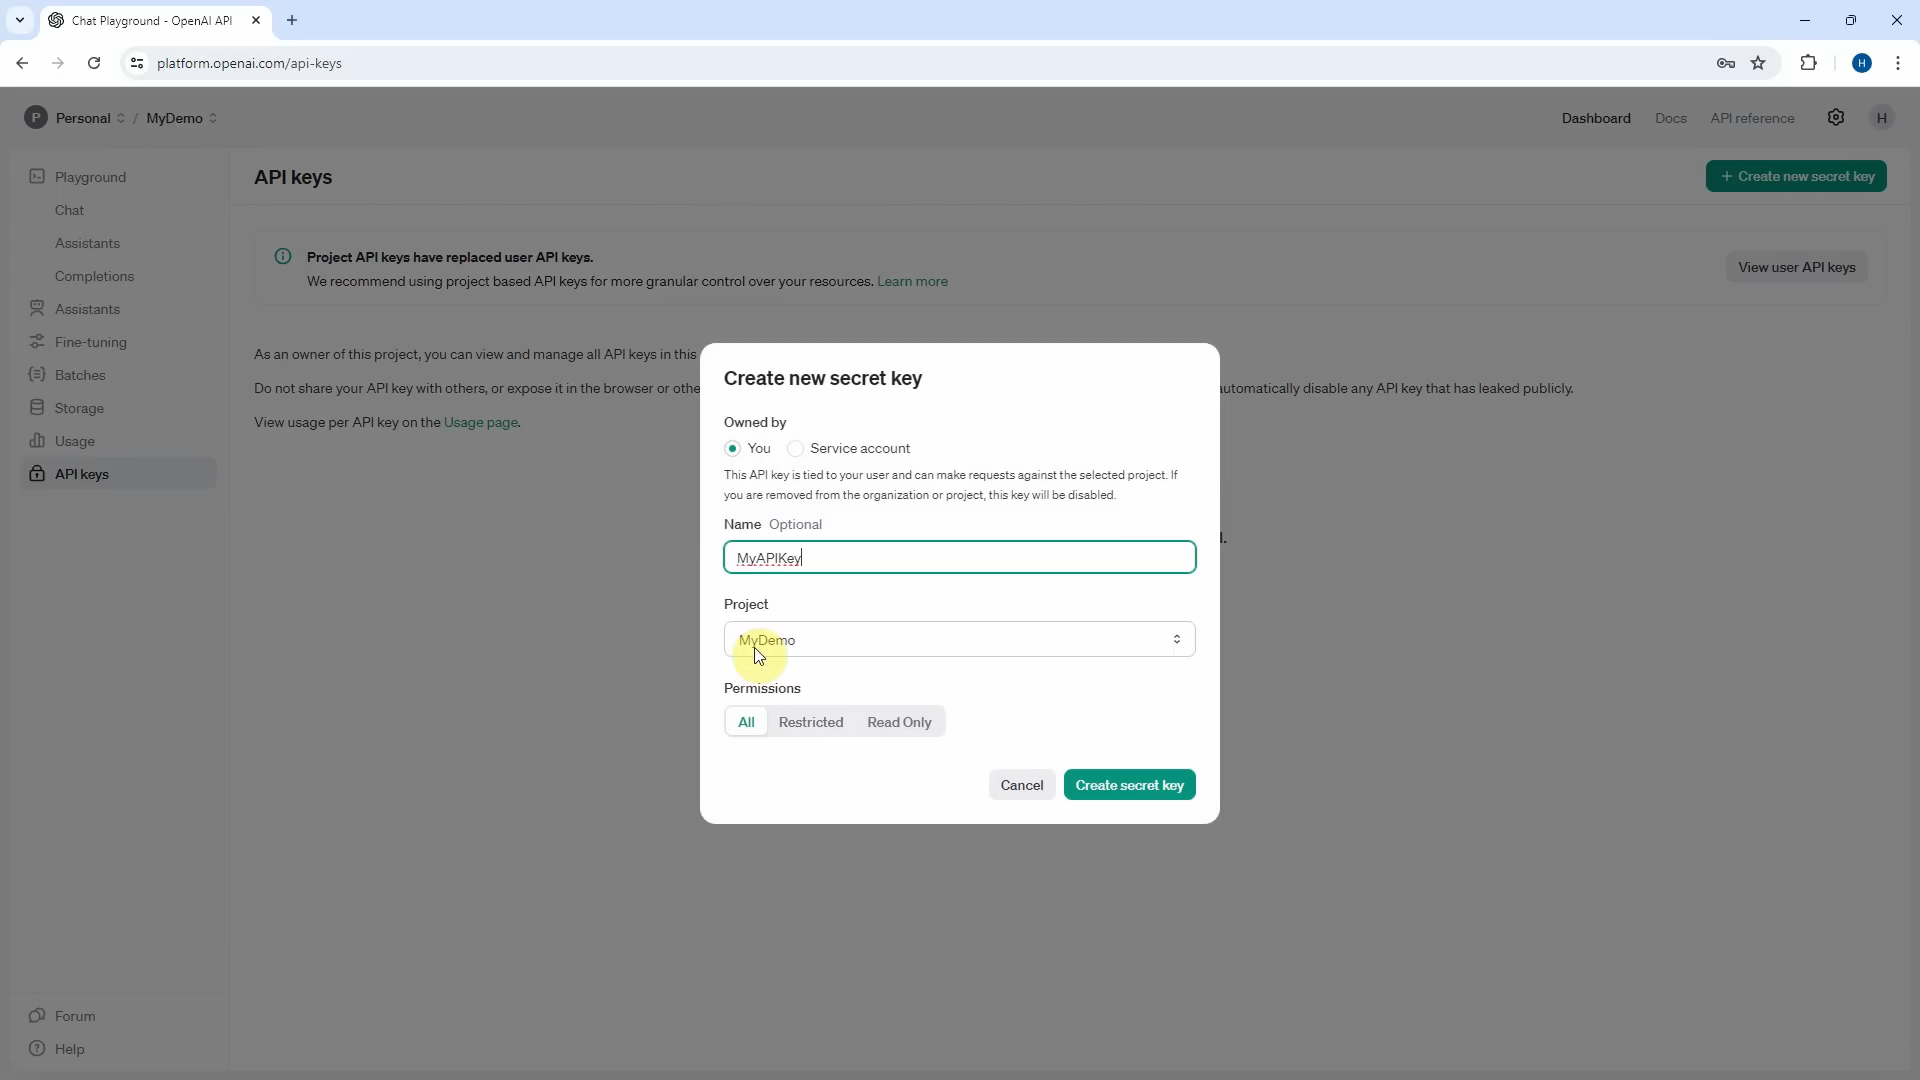 Chat Playground - OpenAI API
platform.openai.com/api-keys
H
P Personal / MyDemo
Dashboard Docs API reference H
Playground
Chat
Assistants
Completions
Assistants
Fine-tuning
Batches
Storage
Usage
API keys
Forum
Help
API keys
+ Create new secret key
Project API keys have replaced user API keys.
We recommend using project based API keys for more granular control over your resources. Learn more
View user API keys
As an owner of this project, you can view and manage all API keys in this
Do not share your API key with others, or expose it in the browser or othe
utomatically disable any API key that has leaked publicly.
View usage per API key on the Usage page.
Create new secret key
Owned by
You Service account
This API key is tied to your user and can make requests against the selected project. If
you are removed from the organization or project, this key will be disabled.
Name Optional
MyAPIKey
Project
MyDemo
Permissions
All Restricted Read Only
Cancel Create secret key